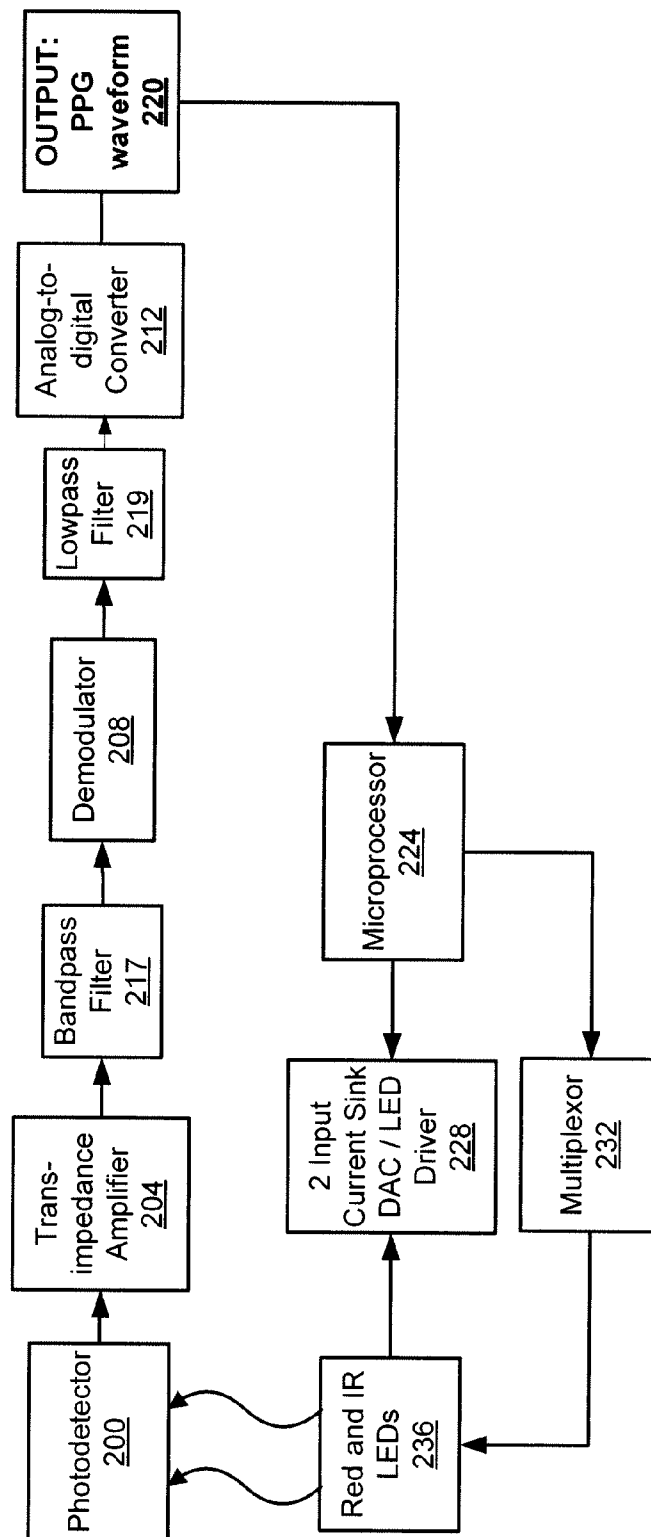 Photodetector
200
Trans-
impedance
Amplifier
204
Bandpass
Filter
217
Demodulator
208
Lowpass
Filter
219
Analog-to-
digital
Converter
212
OUTPUT:
PPG
waveform
220
Red and IR
LEDs
236
2 Input
Current Sink
DAC / LED
Driver
228
Microprocessor
224
Multiplexor
232